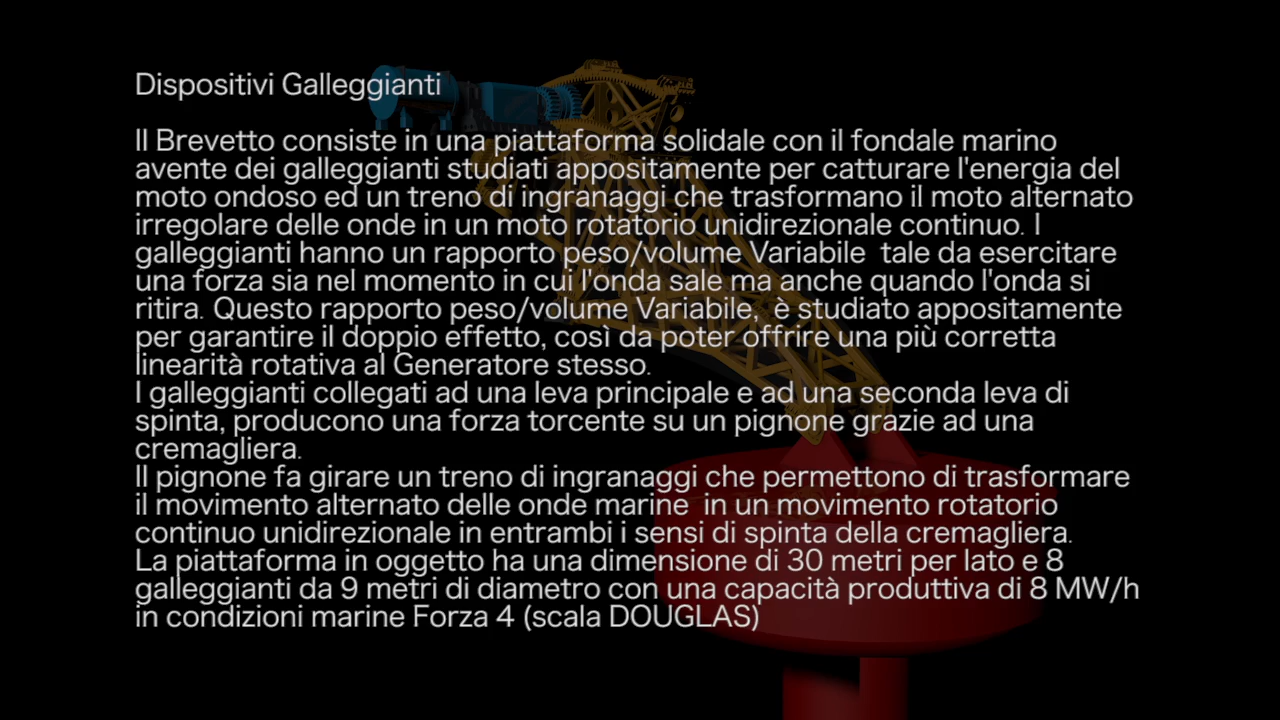 Dispositivi Galleggianti
Il Brevetto consiste in una piattaforma solidale con il fondale marino
avente dei galleggianti studiati appositamente per catturare l'energia del
moto ondoso ed un treno di ingranaggi che trasformano il moto alternato
irregolare delle onde in un moto rotatorio unidirezionale continuo. I
galleggianti hanno un rapporto peso/volume Variabile  tale da esercitare
una forza sia nel momento in cui l'onda sale ma anche quando l'onda si
ritira. Questo rapporto peso/volume Variabile,  è studiato appositamente
per garantire il doppio effetto, così da poter offrire una più corretta
linearità rotativa al Generatore stesso.
I galleggianti collegati ad una leva principale e ad una seconda leva di
spinta, producono una forza torcente su un pignone grazie ad una
cremagliera.
Il pignone fa girare un treno di ingranaggi che permettono di trasformare
il movimento alternato delle onde marine  in un movimento rotatorio
continuo unidirezionale in entrambi i sensi di spinta della cremagliera.
La piattaforma in oggetto ha una dimensione di 30 metri per lato e 8
galleggianti da 9 metri di diametro con una capacità produttiva di 8 MW/h
in condizioni marine Forza 4 (scala DOUGLAS)